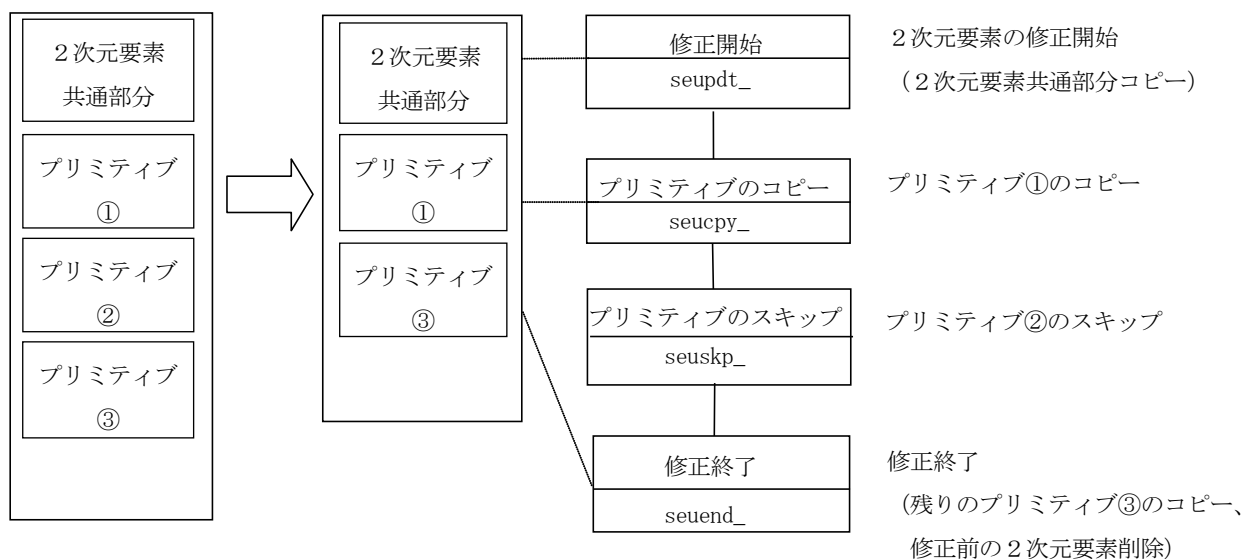 ２次元要素
共通部分
プリミティブ
①
プリミティブ
②
プリミティブ
③
２次元要素
共通部分
プリミティブ
①
プリミティブ
③
修正開始
seupdt_
２次元要素の修正開始
（２次元要素共通部分コピー）
プリミティブのコピー
seucpy_
プリミティブ①のコピー
プリミティブのスキップ
seuskp_
プリミティブ②のスキップ
修正終了
seuend_
修正終了
（残りのプリミティブ③のコピー、
修正前の２次元要素削除）